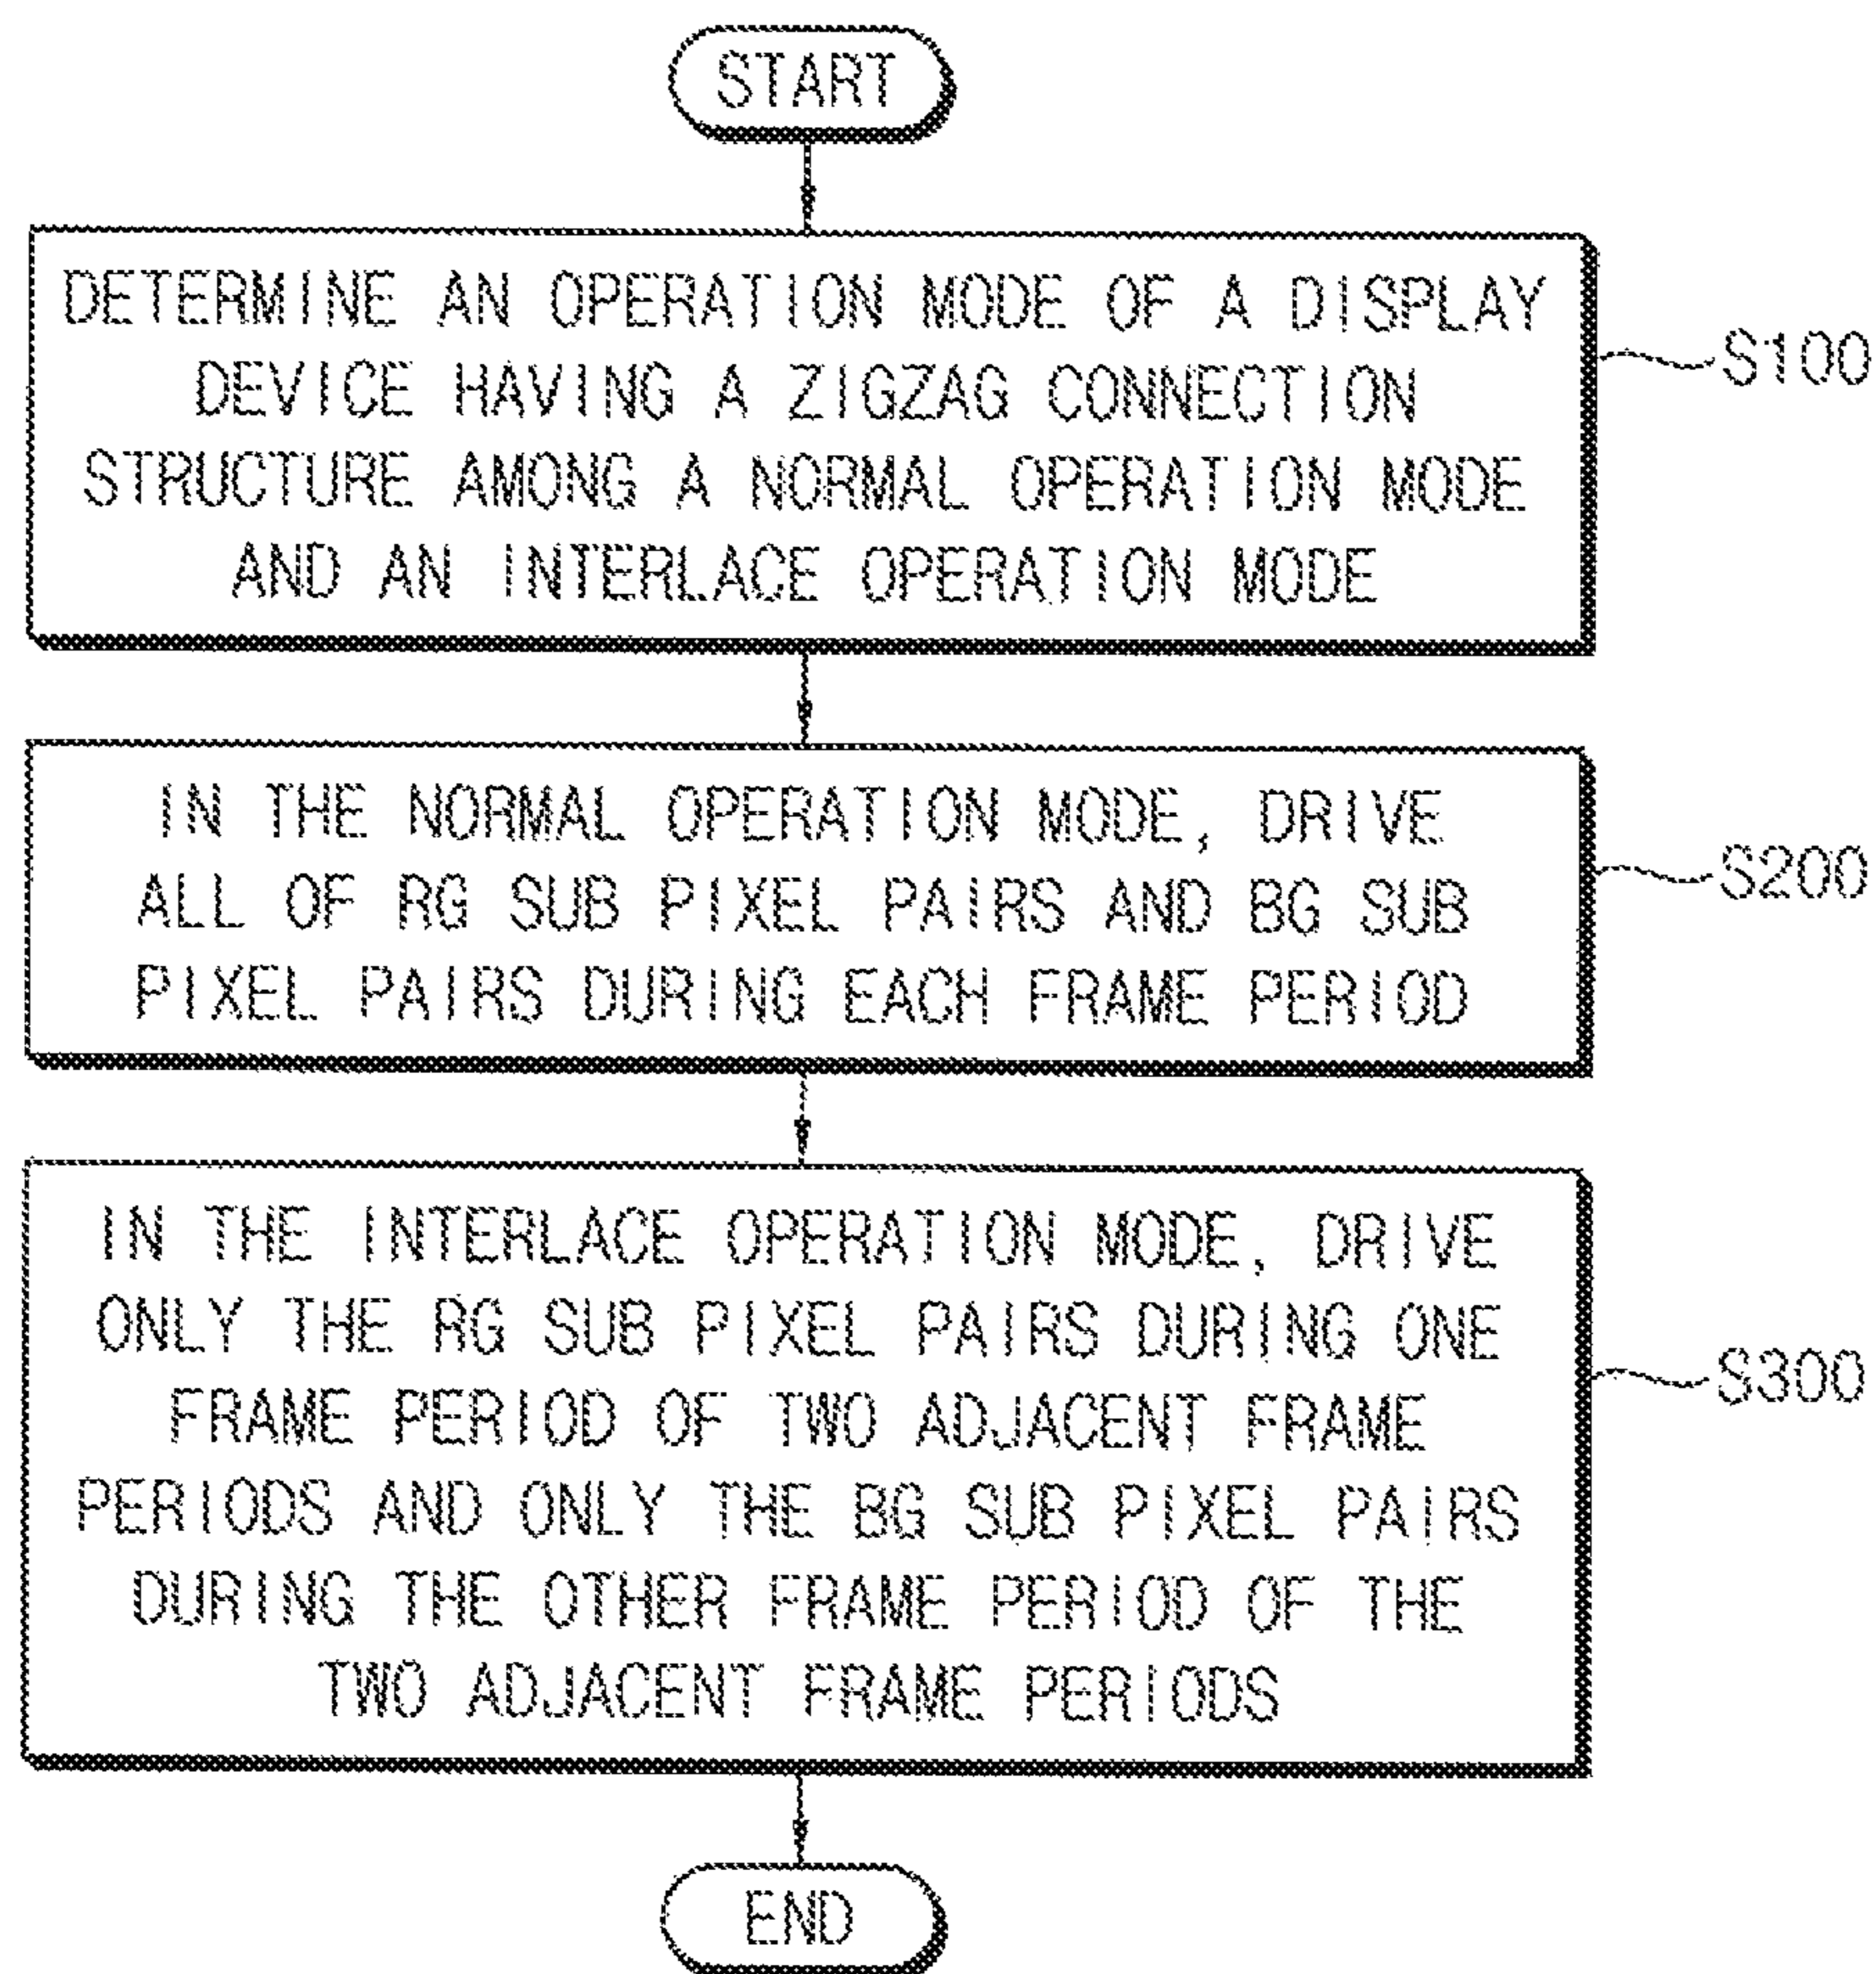 START
DETERMINE AN OPERATION MODE OF A DISPLAY
DEVICE HAVING A ZIGZAG CONNECTION
STRUCTURE AMONG A NORMAL OPERATION MODE
AND AN INTERLACE OPERATION MODE
S100
IN THE NORMAL OPERATION MODE, DRIVE
ALL OF RG SUB PIXEL PAIRS AND BG SUB
PIXEL PAIRS DURING EACH FRAME PERIOD
S200
IN THE INTERLACE OPERATION MODE, DRIVE
ONLY THE RG SUB PIXEL PAIRS DURING ONE
FRAME PERIOD OF TWO ADJACENT FRAME
PERIODS AND ONLY THE BG SUB PIXEL PAIRS
DURING THE OTHER FRAME PERIOD OF THE
TWO ADJACENT FRAME PERIODS
S300
END